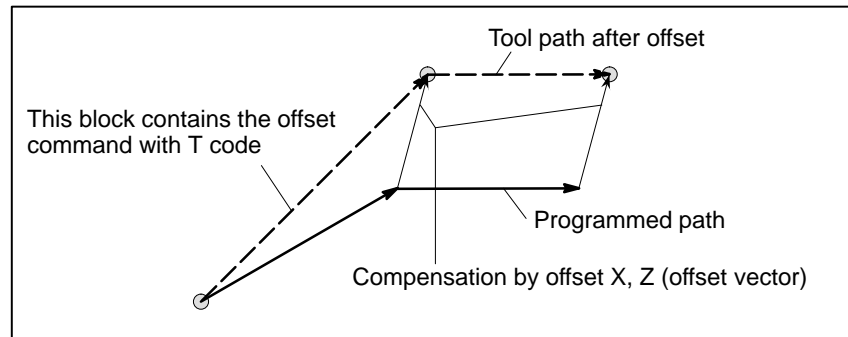 Tool path after offset
This block contains the offset
command with T code
Programmed path
Compensation by offset X, Z (offset vector)